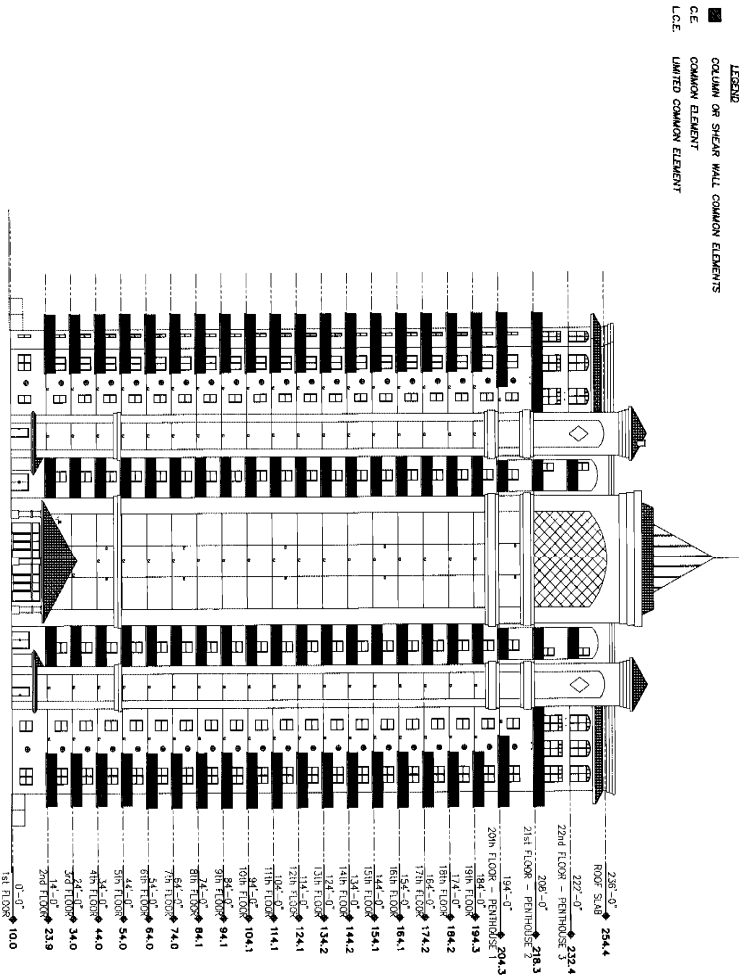 LEGEND
COLUMN OR SHEAR WALL COMMON ELEMENTS
C.E. COMMON ELEMENT
L.C.E. LIMITED COMMON ELEMENT
236'-0"
ROOF SLAB 254.4
222'-0"
22nd FLOOR - PENTHOUSE 3 232.4
208'-0"
21st FLOOR - PENTHOUSE 2 218.3
194'-0"
20th FLOOR - PENTHOUSE 1 204.3
184'-0"
19th FLOOR 194.3
174'-0"
18th FLOOR 184.2
164'-0"
17th FLOOR 174.2
154'-0"
16th FLOOR 164.1
144'-0"
15th FLOOR 154.1
134'-0"
14th FLOOR 144.2
124'-0"
13th FLOOR 134.2
114'-0"
12th FLOOR 124.1
104'-0"
11th FLOOR 114.1
94'-0"
10th FLOOR 104.1
84'-0"
9th FLOOR 94.1
74'-0"
8th FLOOR 84.1
64'-0"
7th FLOOR 74.0
54'-0"
6th FLOOR 64.0
44'-0"
5th FLOOR 54.0
34'-0"
4th FLOOR 44.0
24'-0"
3rd FLOOR 34.0
14'-0"
2nd FLOOR 23.9
0'-0"
1st FLOOR 10.0